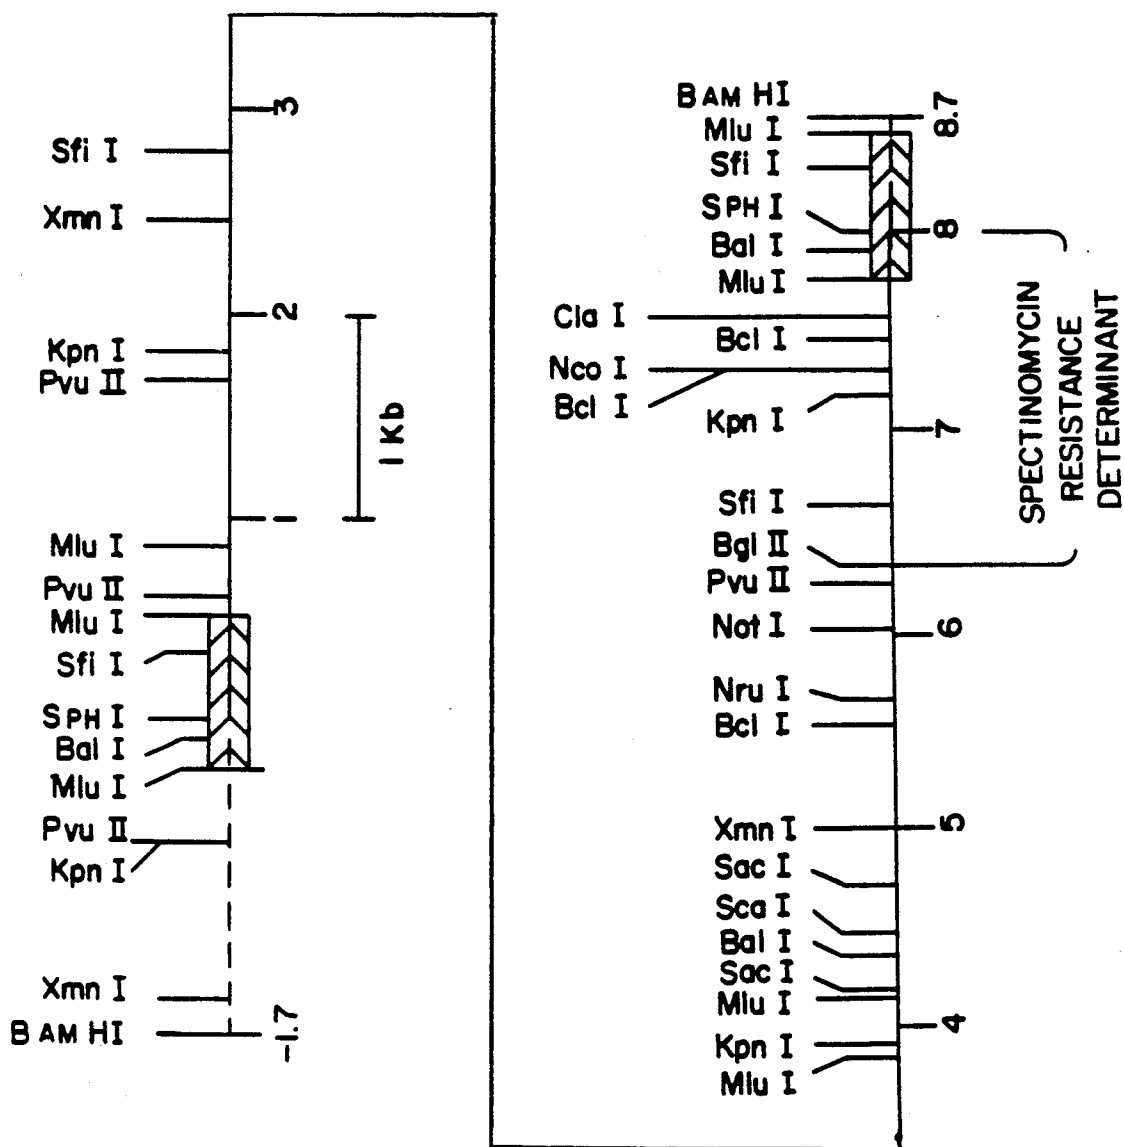 3
Sfi I
Xmn I
2
Kpn I
Pvu II
1 Kb
1
Mlu I
Pvu II
Mlu I
Sfi I
SPH I
Bal I
Mlu I
Pvu II
Kpn I
Xmn I
BAM HI
-1.7
BAM HI
8.7
Mlu I
Sfi I
SPH I
8
Bal I
Mlu I
Cla I
Bcl I
Nco I
Bcl I
Kpn I
7
SPECTINOMYCIN
RESISTANCE
DETERMINANT
Sfi I
Bgl II
Pvu II
Not I
6
Nru I
Bcl I
Xmn I
5
Sac I
Sca I
Bal I
Sac I
Mlu I
4
Kpn I
Mlu I